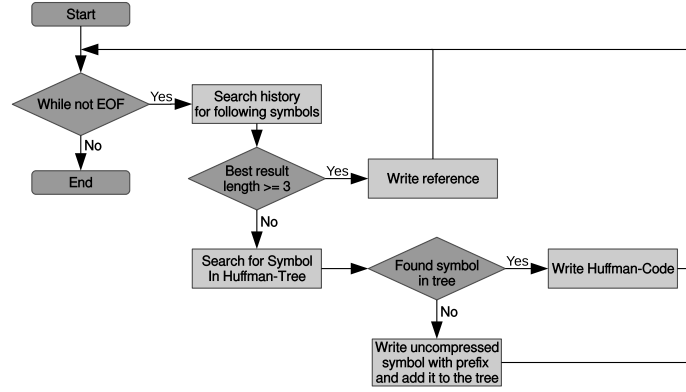 Start
While not EOF
Yes
Search history
for following symbols
No
End
Best result
length >= 3
Yes
Write reference
No
Search for Symbol
In Huffman-Tree
Found symbol
in tree
Yes
Write Huffman-Code
No
Write uncompressed
symbol with prefix
and add it to the tree